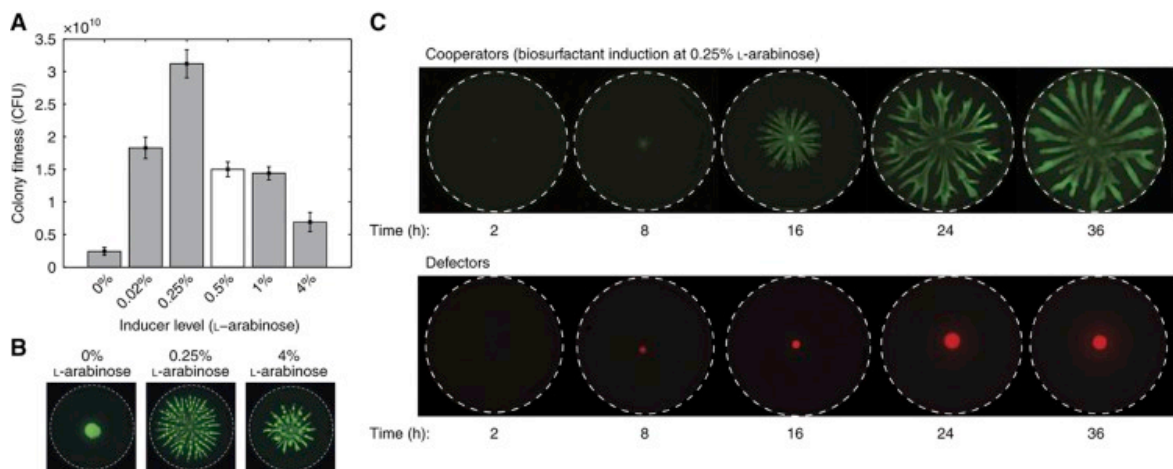 A
×10¹⁰
3.5
3
2.5
2
1.5
1
0.5
0
Colony fitness (CFU)
0% 0.02% 0.25% 0.5% 1% 4%
Inducer level (L–arabinose)
B
0% L-arabinose
0.25% L-arabinose
4% L-arabinose
C
Cooperators (biosurfactant induction at 0.25% L-arabinose)
Time (h): 2 8 16 24 36
Defectors
Time (h): 2 8 16 24 36